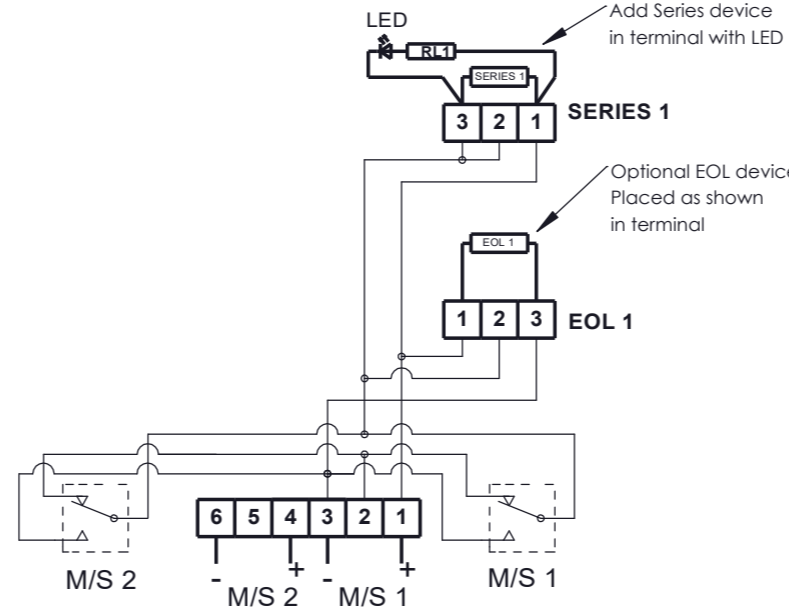 LED
Add Series device
in terminal with LED
RL1
SERIES 1
3 2 1
SERIES 1
Optional EOL device
Placed as shown
in terminal
EOL 1
1 2 3
EOL 1
6 5 4 3 2 1
- + - +
M/S 2
M/S 2
M/S 1
M/S 1